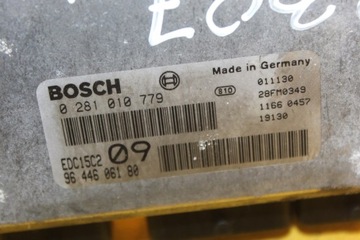 BOSCH
Made in Germany
0 281 010 779
011130
810
28FM0349
1166 0457
19130
EDC15C2 09
96 446 061 80